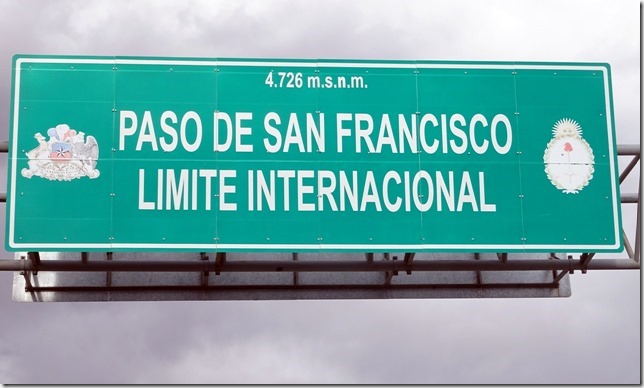 4.726 m.s.n.m.
PASO DE SAN FRANCISCO
LIMITE INTERNACIONAL